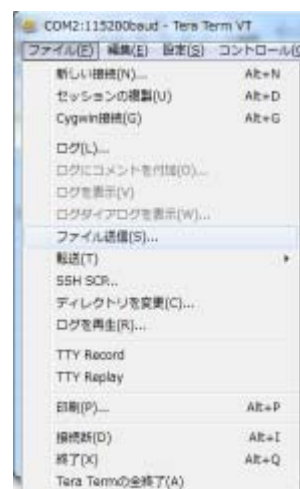 COM2:115200baud - Tera Term VT
ファイル(F) 編集(E) 設定(S) コントロール(O
新しい接続(N)... Alt+N
セッションの複製(U) Alt+D
Cygwin接続(G) Alt+G
ログ(L)...
ログにコメントを付加(O)...
ログを表示(V)
ログダイアログを表示(W)...
ファイル送信(S)...
転送(T)
SSH SCP...
ディレクトリを変更(C)...
ログを再生(R)...
TTY Record
TTY Replay
印刷(P)... Alt+P
接続断(D) Alt+I
終了(X) Alt+Q
Tera Termの全終了(A)